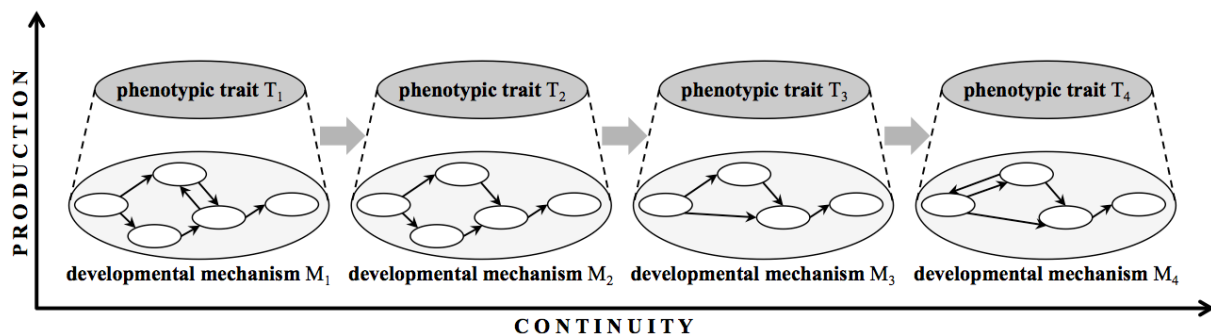 PRODUCTION
phenotypic trait T1
phenotypic trait T2
phenotypic trait T3
phenotypic trait T4
developmental mechanism M1
developmental mechanism M2
developmental mechanism M3
developmental mechanism M4
CONTINUITY